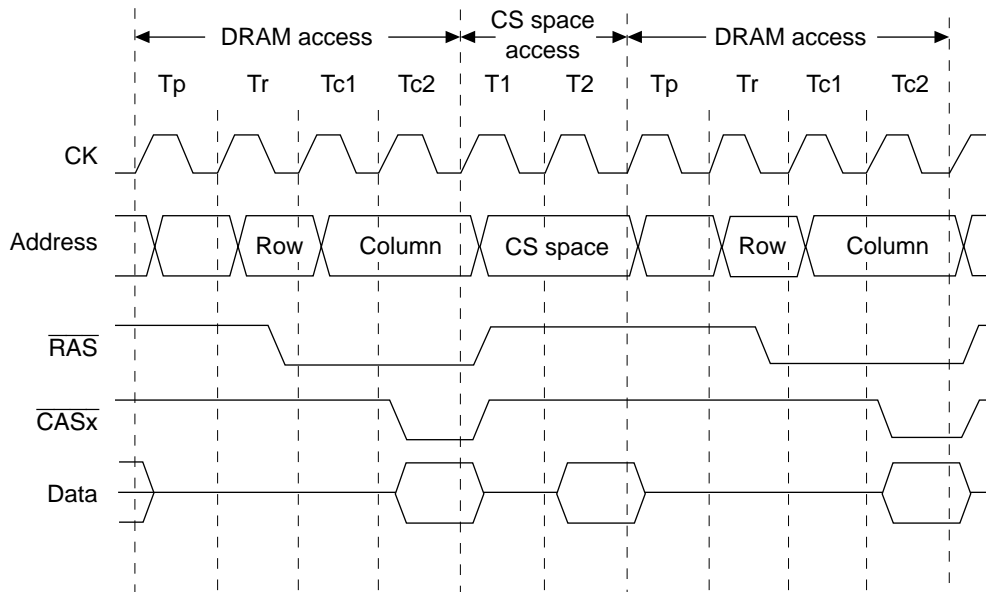 DRAM access CS space access DRAM access
Tp Tr Tc1 Tc2 T1 T2 Tp Tr Tc1 Tc2
CK
Address Row Column CS space Row Column
RAS
CASx
Data